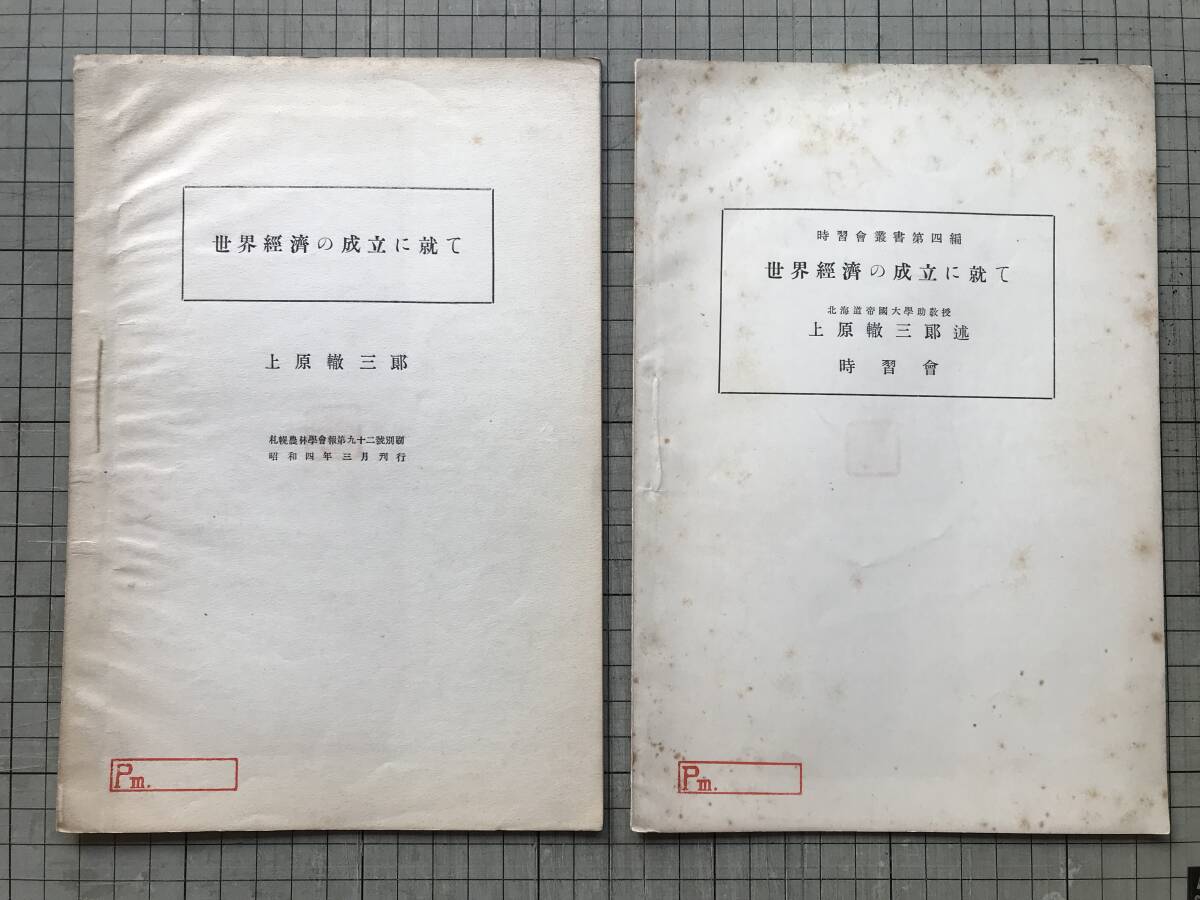 世界經濟の成立に就て
上原轍三郎
札幌農林學會報第九十二號別刷
昭和四年三月刊行
Pm.
時習會叢書第四編
世界經濟の成立に就て
北海道帝國大學助敎授
上原轍三郎述
時習會
Pm.